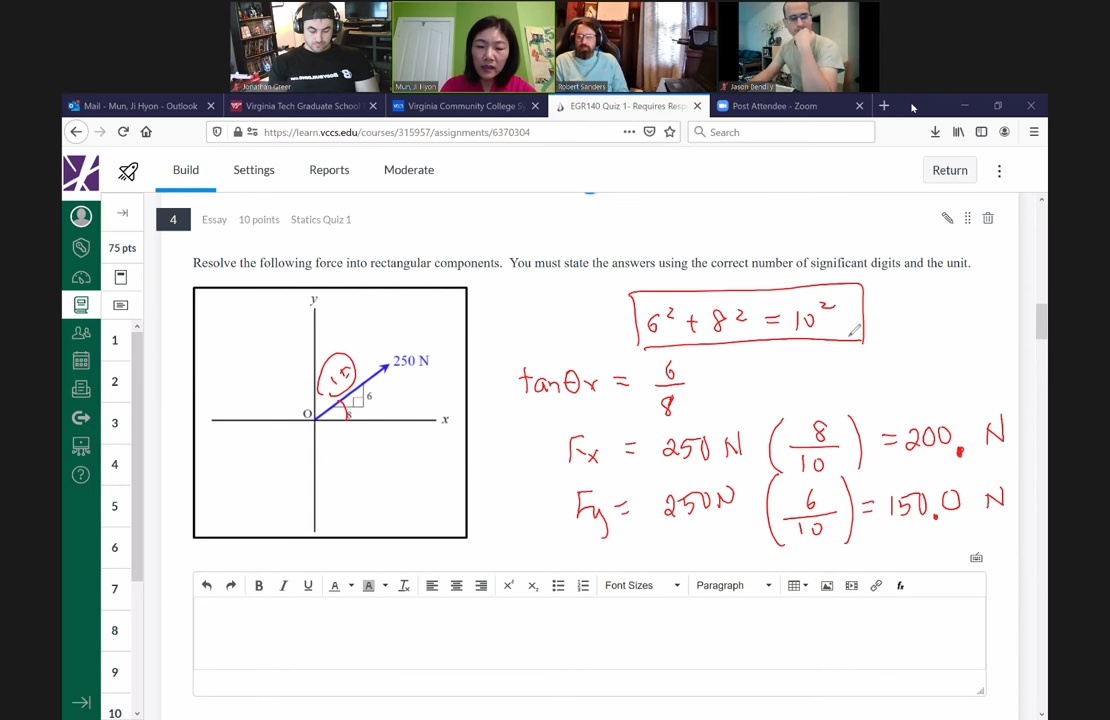 Jonathan Greer
Mun, Ji Hyon
Robert Sanders
Jason Bendily
Mail - Mun, Ji Hyon - Outlook
Virginia Tech Graduate School
Virginia Community College Sy
EGR140 Quiz 1- Requires Resp
Post Attendee - Zoom
https://learn.vccs.edu/courses/315957/assignments/6370304
Search
Build
Settings
Reports
Moderate
Return
75 pts
1
2
3
4
5
6
7
8
9
10
4
Essay
10 points
Statics Quiz 1
Resolve the following force into rectangular components. You must state the answers using the correct number of significant digits and the unit.
y
250 N
6
8
O
x
6² + 8² = 10²
tanθx = 6/8
Fx = 250 N (8/10) = 200. N
Fy = 250N (6/10) = 150.0 N
B I U A A
Font Sizes
Paragraph
fx